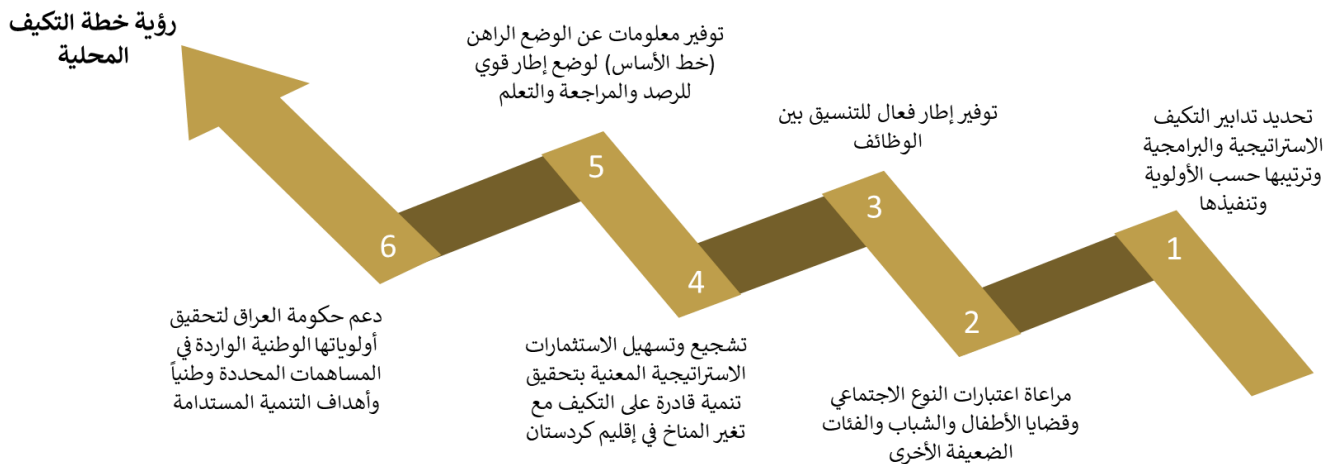 رؤية خطة التكيف
المحلية
1
تحديد تدابير التكيف
الاستراتيجية والبرامجية
وترتيبها حسب الأولوية
وتنفيذها
2
مراعاة اعتبارات النوع الاجتماعي
وقضايا الأطفال والشباب والفئات
الضعيفة الأخرى
3
توفير إطار فعال للتنسيق بين
الوظائف
4
تشجيع وتسهيل الاستثمارات
الاستراتيجية المعنية بتحقيق
تنمية قادرة على التكيف مع
تغير المناخ في إقليم كردستان
5
توفير معلومات عن الوضع الراهن
(خط الأساس) لوضع إطار قوي
للرصد والمراجعة والتعلم
6
دعم حكومة العراق لتحقيق
أولوياتها الوطنية الواردة في
المساهمات المحددة وطنياً
وأهداف التنمية المستدامة